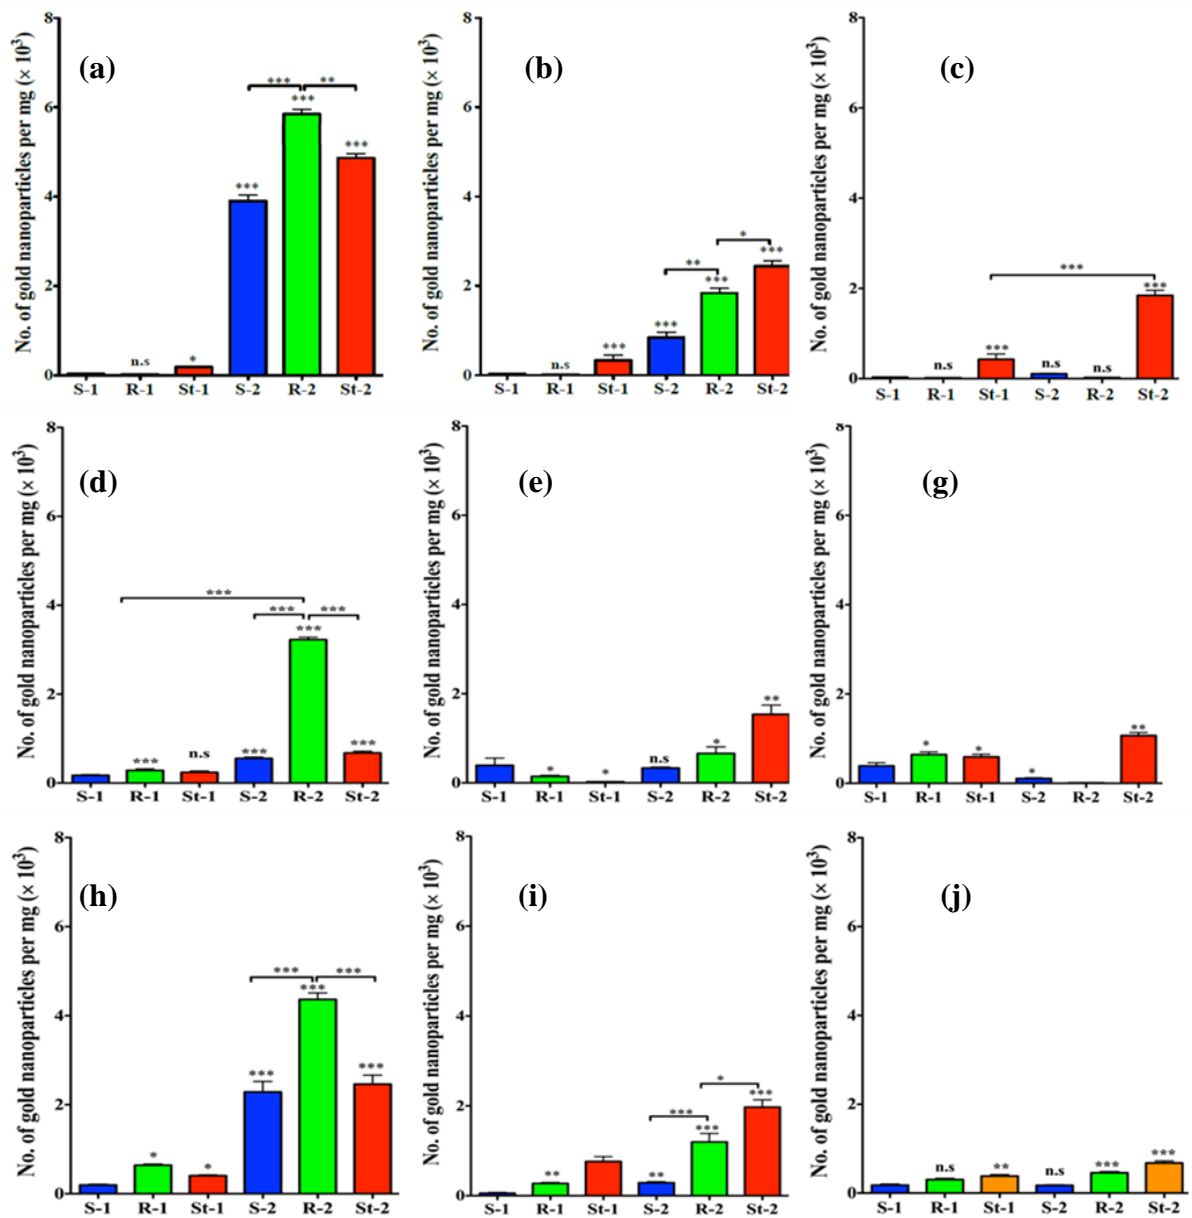 No. of gold nanoparticles per mg (× 10³)
8
6
4
2
0
(a)
*** **
***
***
***
n.s
*
S-1 R-1 St-1 S-2 R-2 St-2
No. of gold nanoparticles per mg (× 10³)
8
6
4
2
0
(b)
*
**
***
***
***
***
n.s
S-1 R-1 St-1 S-2 R-2 St-2
No. of gold nanoparticles per mg (× 10³)
8
6
4
2
0
(c)
***
***
***
n.s n.s n.s
S-1 R-1 St-1 S-2 R-2 St-2
No. of gold nanoparticles per mg (× 10³)
8
6
4
2
0
(d)
***
*** ***
***
*** n.s *** ***
S-1 R-1 St-1 S-2 R-2 St-2
No. of gold nanoparticles per mg (× 10³)
8
6
4
2
0
(e)
**
*
n.s
* *
S-1 R-1 St-1 S-2 R-2 St-2
No. of gold nanoparticles per mg (× 10³)
8
6
4
2
0
(g)
**
* *
*
S-1 R-1 St-1 S-2 R-2 St-2
No. of gold nanoparticles per mg (× 10³)
8
6
4
2
0
(h)
*** ***
***
*** ***
* *
S-1 R-1 St-1 S-2 R-2 St-2
No. of gold nanoparticles per mg (× 10³)
8
6
4
2
0
(i)
*
***
***
***
** **
S-1 R-1 St-1 S-2 R-2 St-2
No. of gold nanoparticles per mg (× 10³)
8
6
4
2
0
(j)
n.s ** n.s *** ***
S-1 R-1 St-1 S-2 R-2 St-2